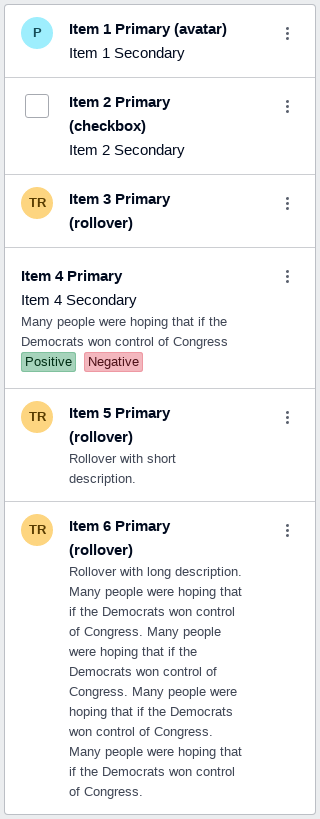 P
Item 1 Primary (avatar)
Item 1 Secondary
Item 2 Primary
(checkbox)
Item 2 Secondary
TR
Item 3 Primary
(rollover)
Item 4 Primary
Item 4 Secondary
Many people were hoping that if the
Democrats won control of Congress
Positive Negative
TR
Item 5 Primary
(rollover)
Rollover with short
description.
TR
Item 6 Primary
(rollover)
Rollover with long description.
Many people were hoping that
if the Democrats won control
of Congress. Many people
were hoping that if the
Democrats won control of
Congress. Many people were
hoping that if the Democrats
won control of Congress.
Many people were hoping that
if the Democrats won control
of Congress.